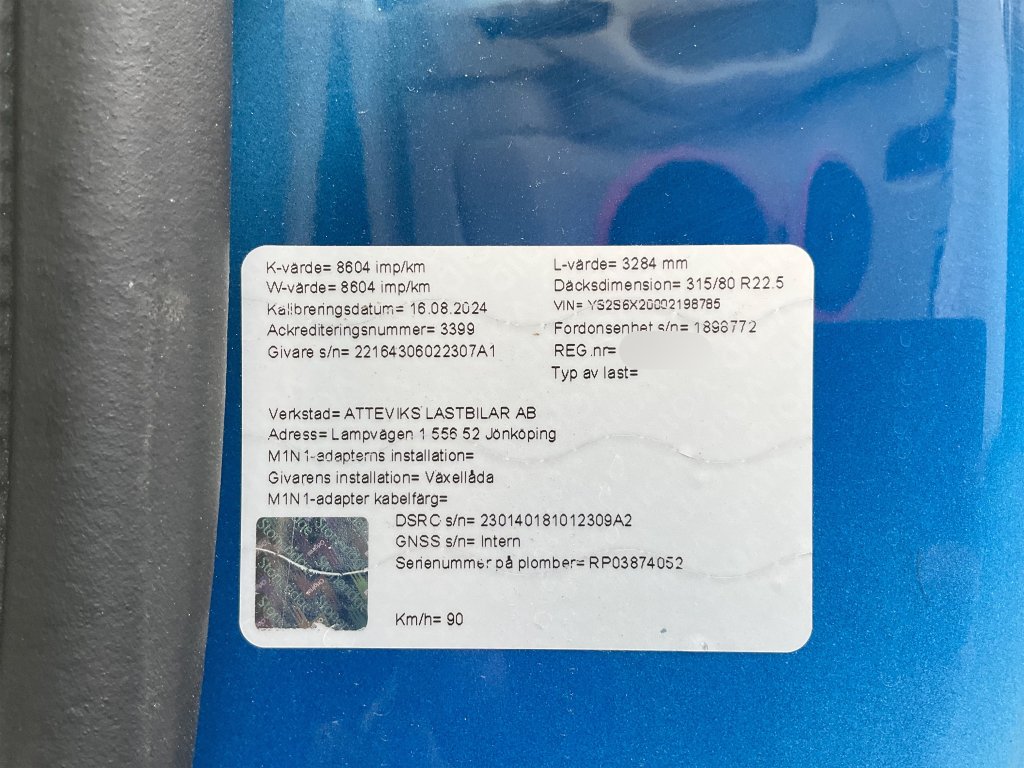 K-värde= 8604 imp/km
W-värde= 8604 imp/km
Kalibreringsdatum= 16.08.2024
Ackrediteringsnummer= 3399
Givare s/n= 22164306022307A1
L-värde= 3284 mm
Däcksdimension= 315/80 R22.5
VIN= YS2S6X20002198785
Fordonsenhet s/n= 1898772
REG.nr=
Typ av last=
Verkstad= ATTEVIKS LASTBILAR AB
Adress= Lampvägen 1 556 52 Jönköping
M1N1-adapterns installation=
Givarens installation= Växellåda
M1N1-adapter kabelfärg=
DSRC s/n= 230140181012309A2
GNSS s/n= Intern
Serienummer på plomber= RP03874052
Km/h= 90